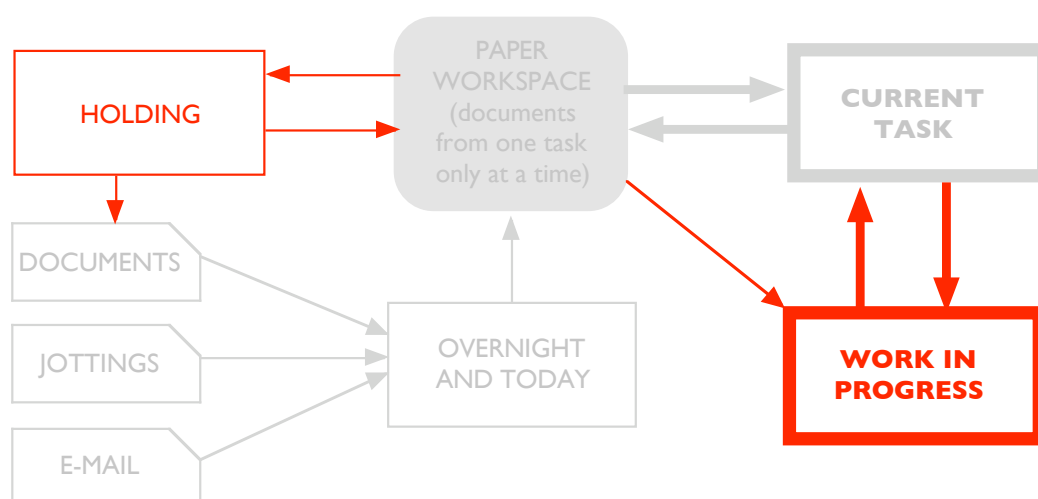 HOLDING
PAPER
WORKSPACE
(documents
from one task
only at a time)
CURRENT
TASK
DOCUMENTS
JOTTINGS
E-MAIL
OVERNIGHT
AND TODAY
WORK IN
PROGRESS